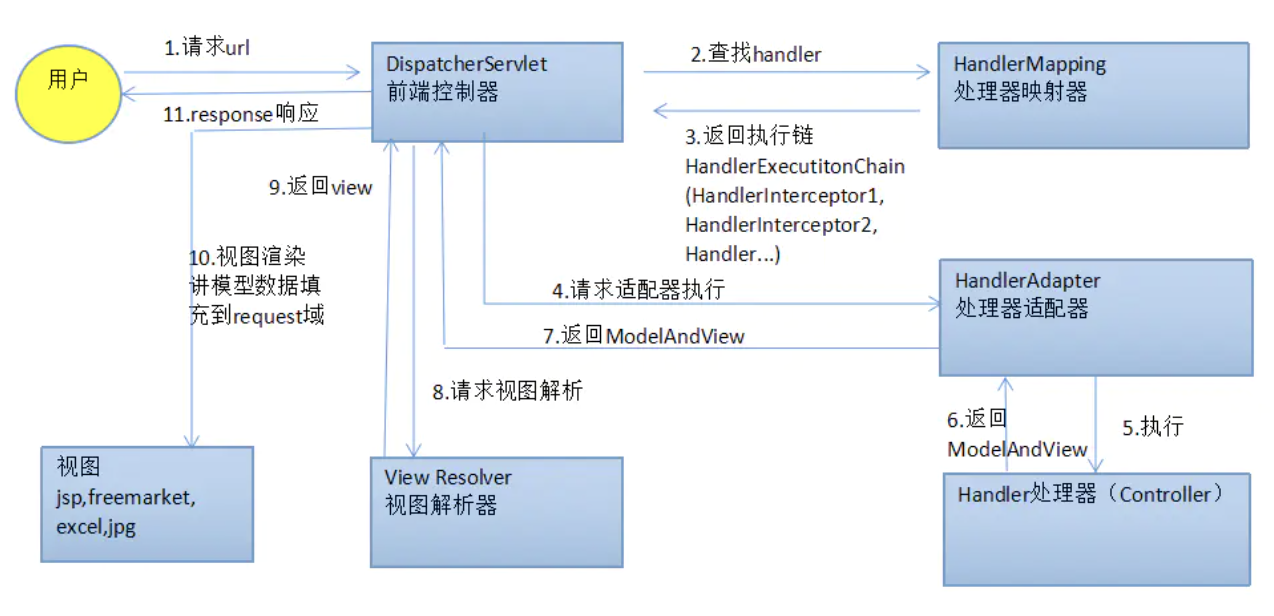 1.请求url
用户
11.response响应
DispatcherServlet
前端控制器
2.查找handler
HandlerMapping
处理器映射器
3.返回执行链
HandlerExecutitonChain
(HandlerInterceptor1,
HandlerInterceptor2,
Handler...)
9.返回view
10.视图渲染
讲模型数据填
充到request域
4.请求适配器执行
HandlerAdapter
处理器适配器
7.返回ModelAndView
8.请求视图解析
6.返回
ModelAndView
5.执行
视图
jsp,freemarket,
excel,jpg
View Resolver
视图解析器
Handler处理器（Controller）